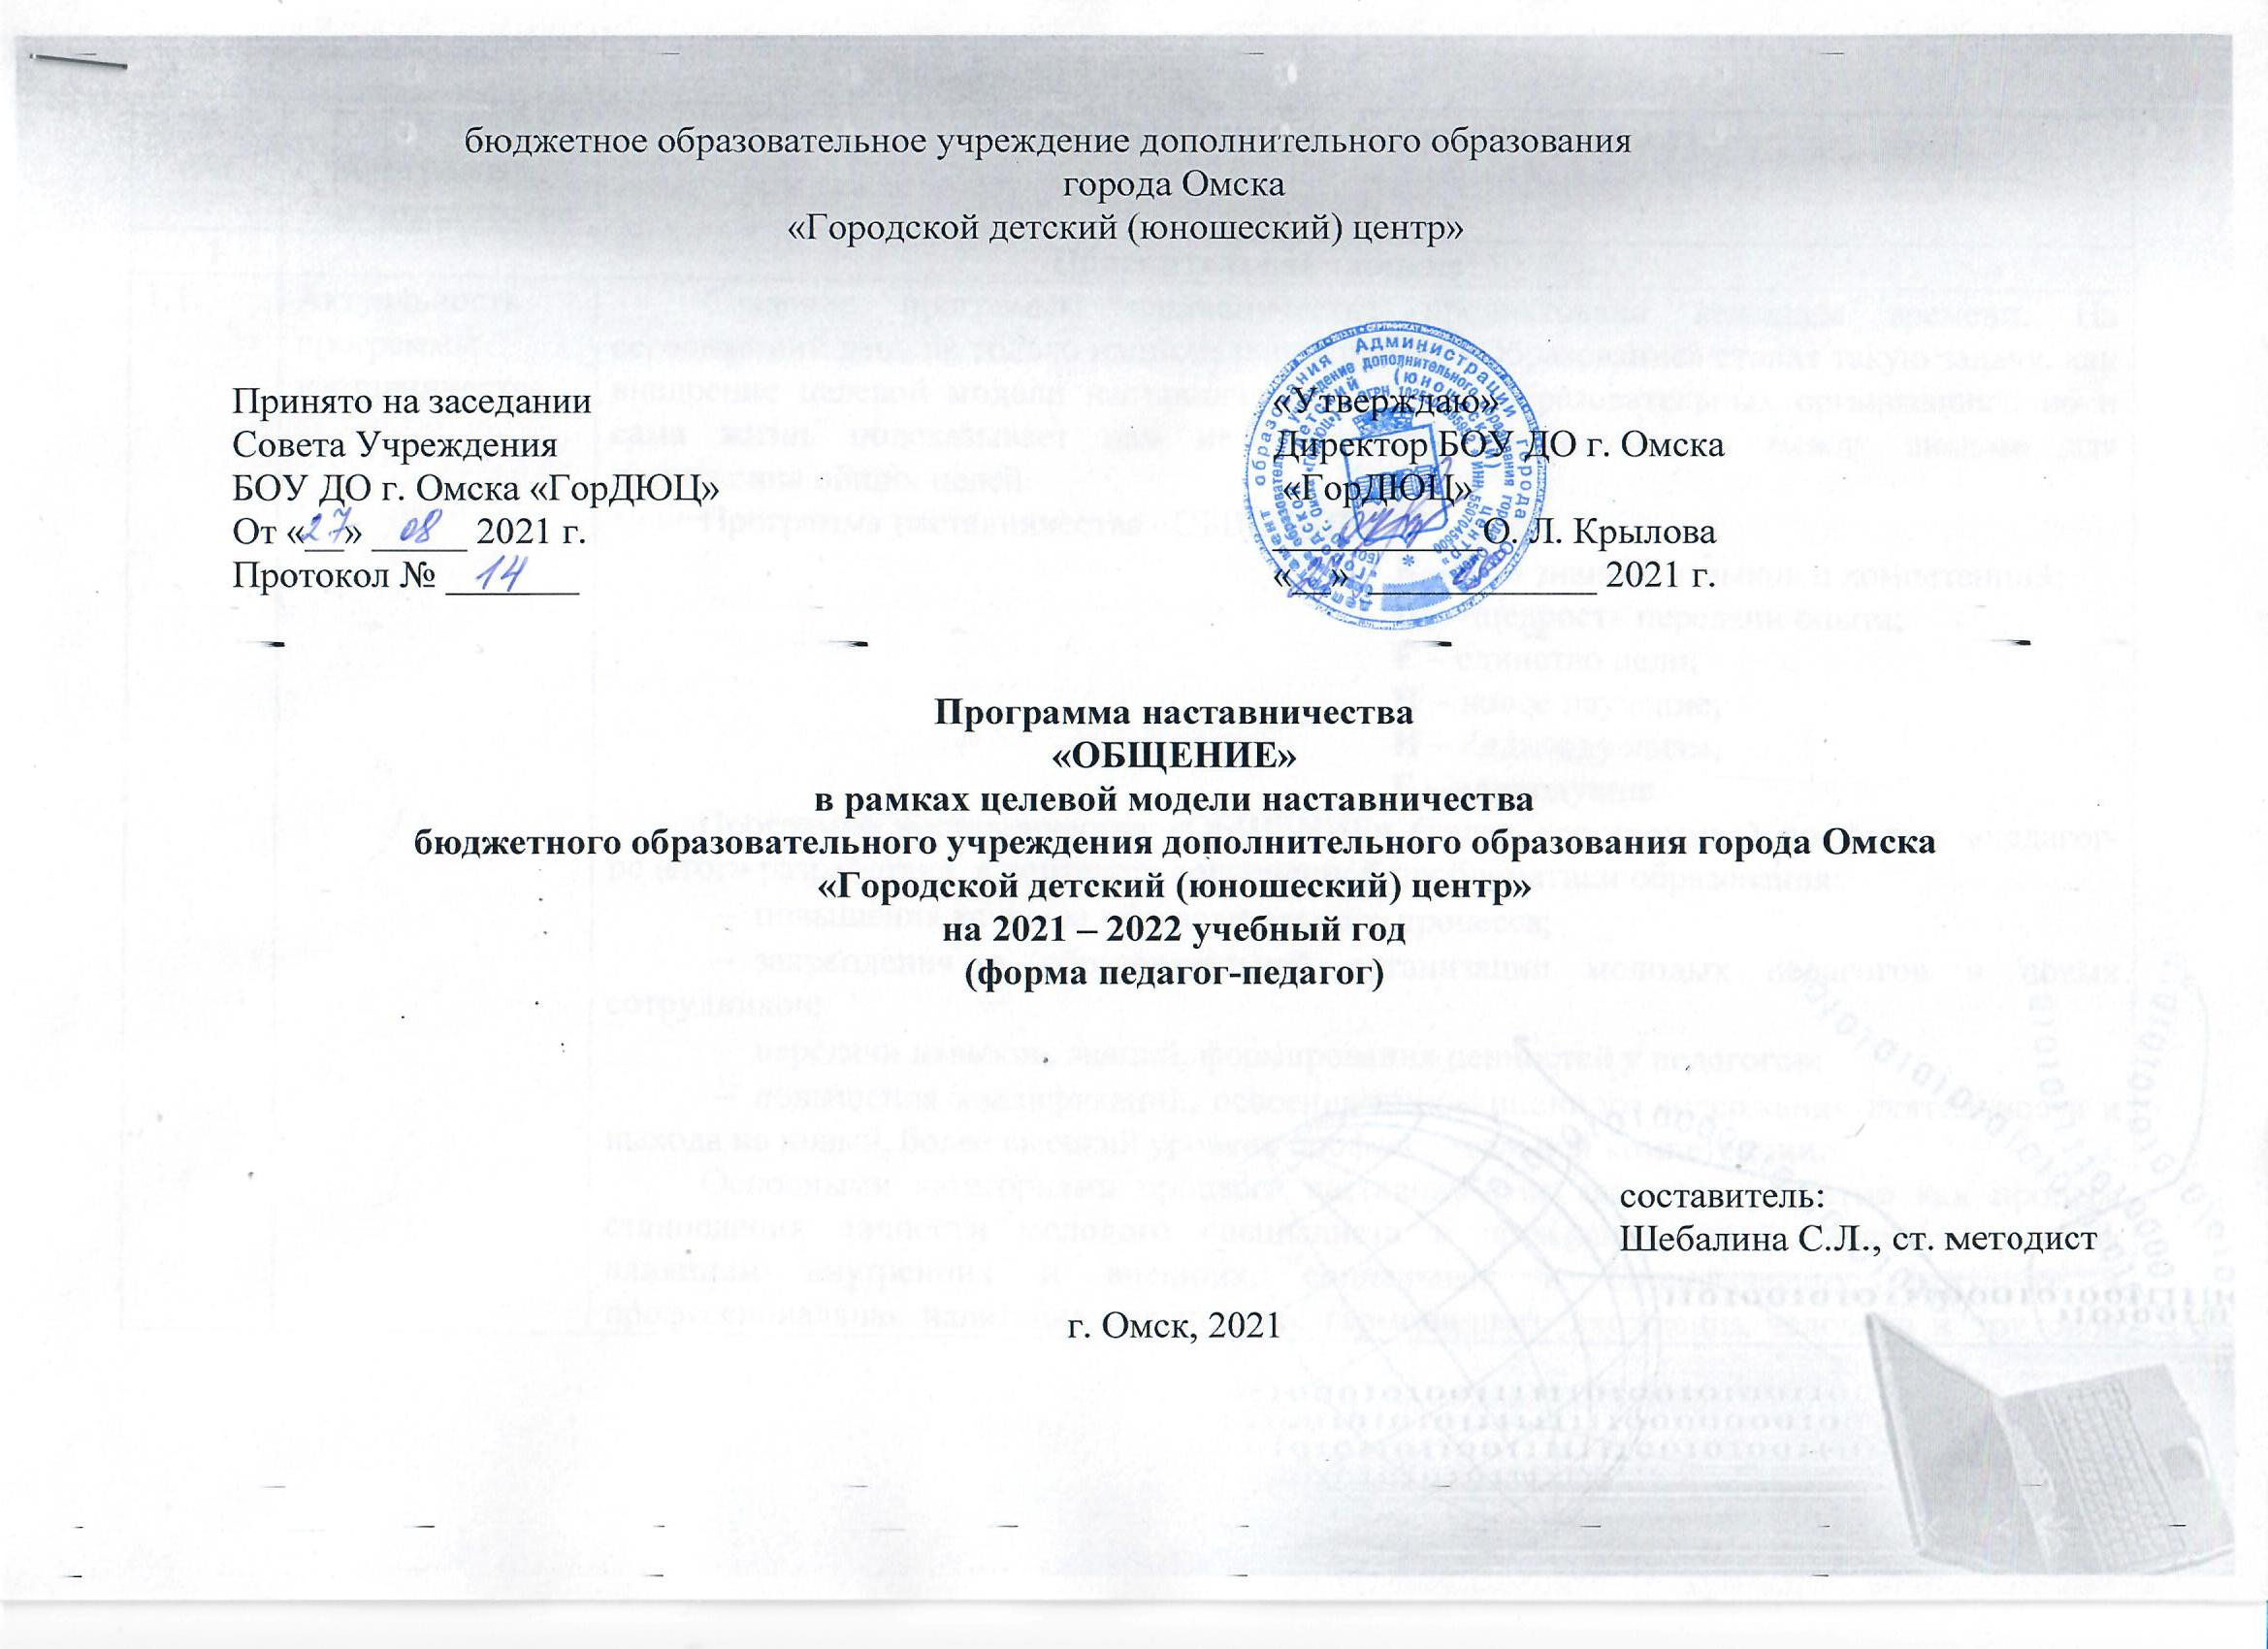 бюджетное образовательное учреждение дополнительного образования
города Омска
«Городской детский (юношеский) центр»
Принято на заседании
Совета Учреждения
БОУ ДО г. Омска «ГорДЮЦ»
От «27» 08 2021 г.
Протокол № 14
«Утверждаю»
Директор БОУ ДО г. Омска
«ГорДЮЦ»
О. Л. Крылова
« » 2021 г.
Программа наставничества
«ОБЩЕНИЕ»
в рамках целевой модели наставничества
бюджетного образовательного учреждения дополнительного образования города Омска
«Городской детский (юношеский) центр»
на 2021 – 2022 учебный год
(форма педагог-педагог)
составитель:
Шебалина С.Л., ст. методист
г. Омск, 2021